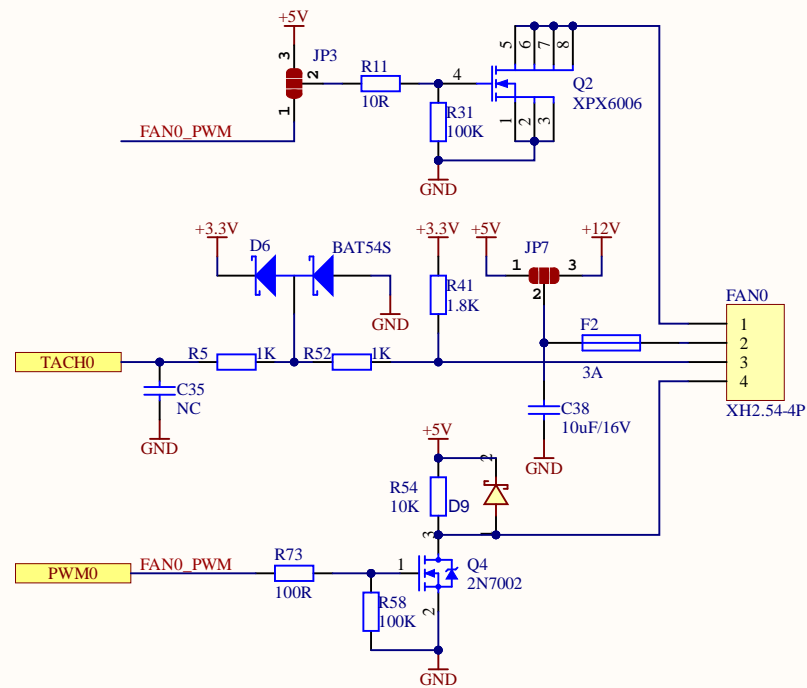 +5V
3
JP3
2
1
R11
10R
4
5
6
7
8
Q2
XPX6006
R31
100K
1
2
3
GND
FAN0_PWM
+3.3V
D6
BAT54S
GND
+3.3V
R41
1.8K
+5V
JP7
+12V
1
3
2
F2
3A
FAN0
1
2
3
4
XH2.54-4P
TACH0
R5
1K
R52
1K
C35
NC
GND
C38
10uF/16V
GND
+5V
R54
10K
D9
2
1
3
Q4
2N7002
1
2
PWM0
FAN0_PWM
R73
100R
R58
100K
GND